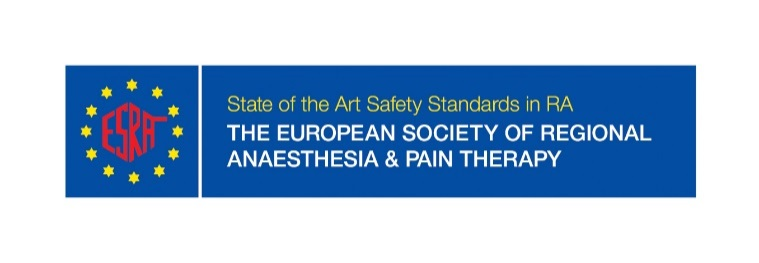 ESRA
State of the Art Safety Standards in RA
THE EUROPEAN SOCIETY OF REGIONAL
ANAESTHESIA & PAIN THERAPY